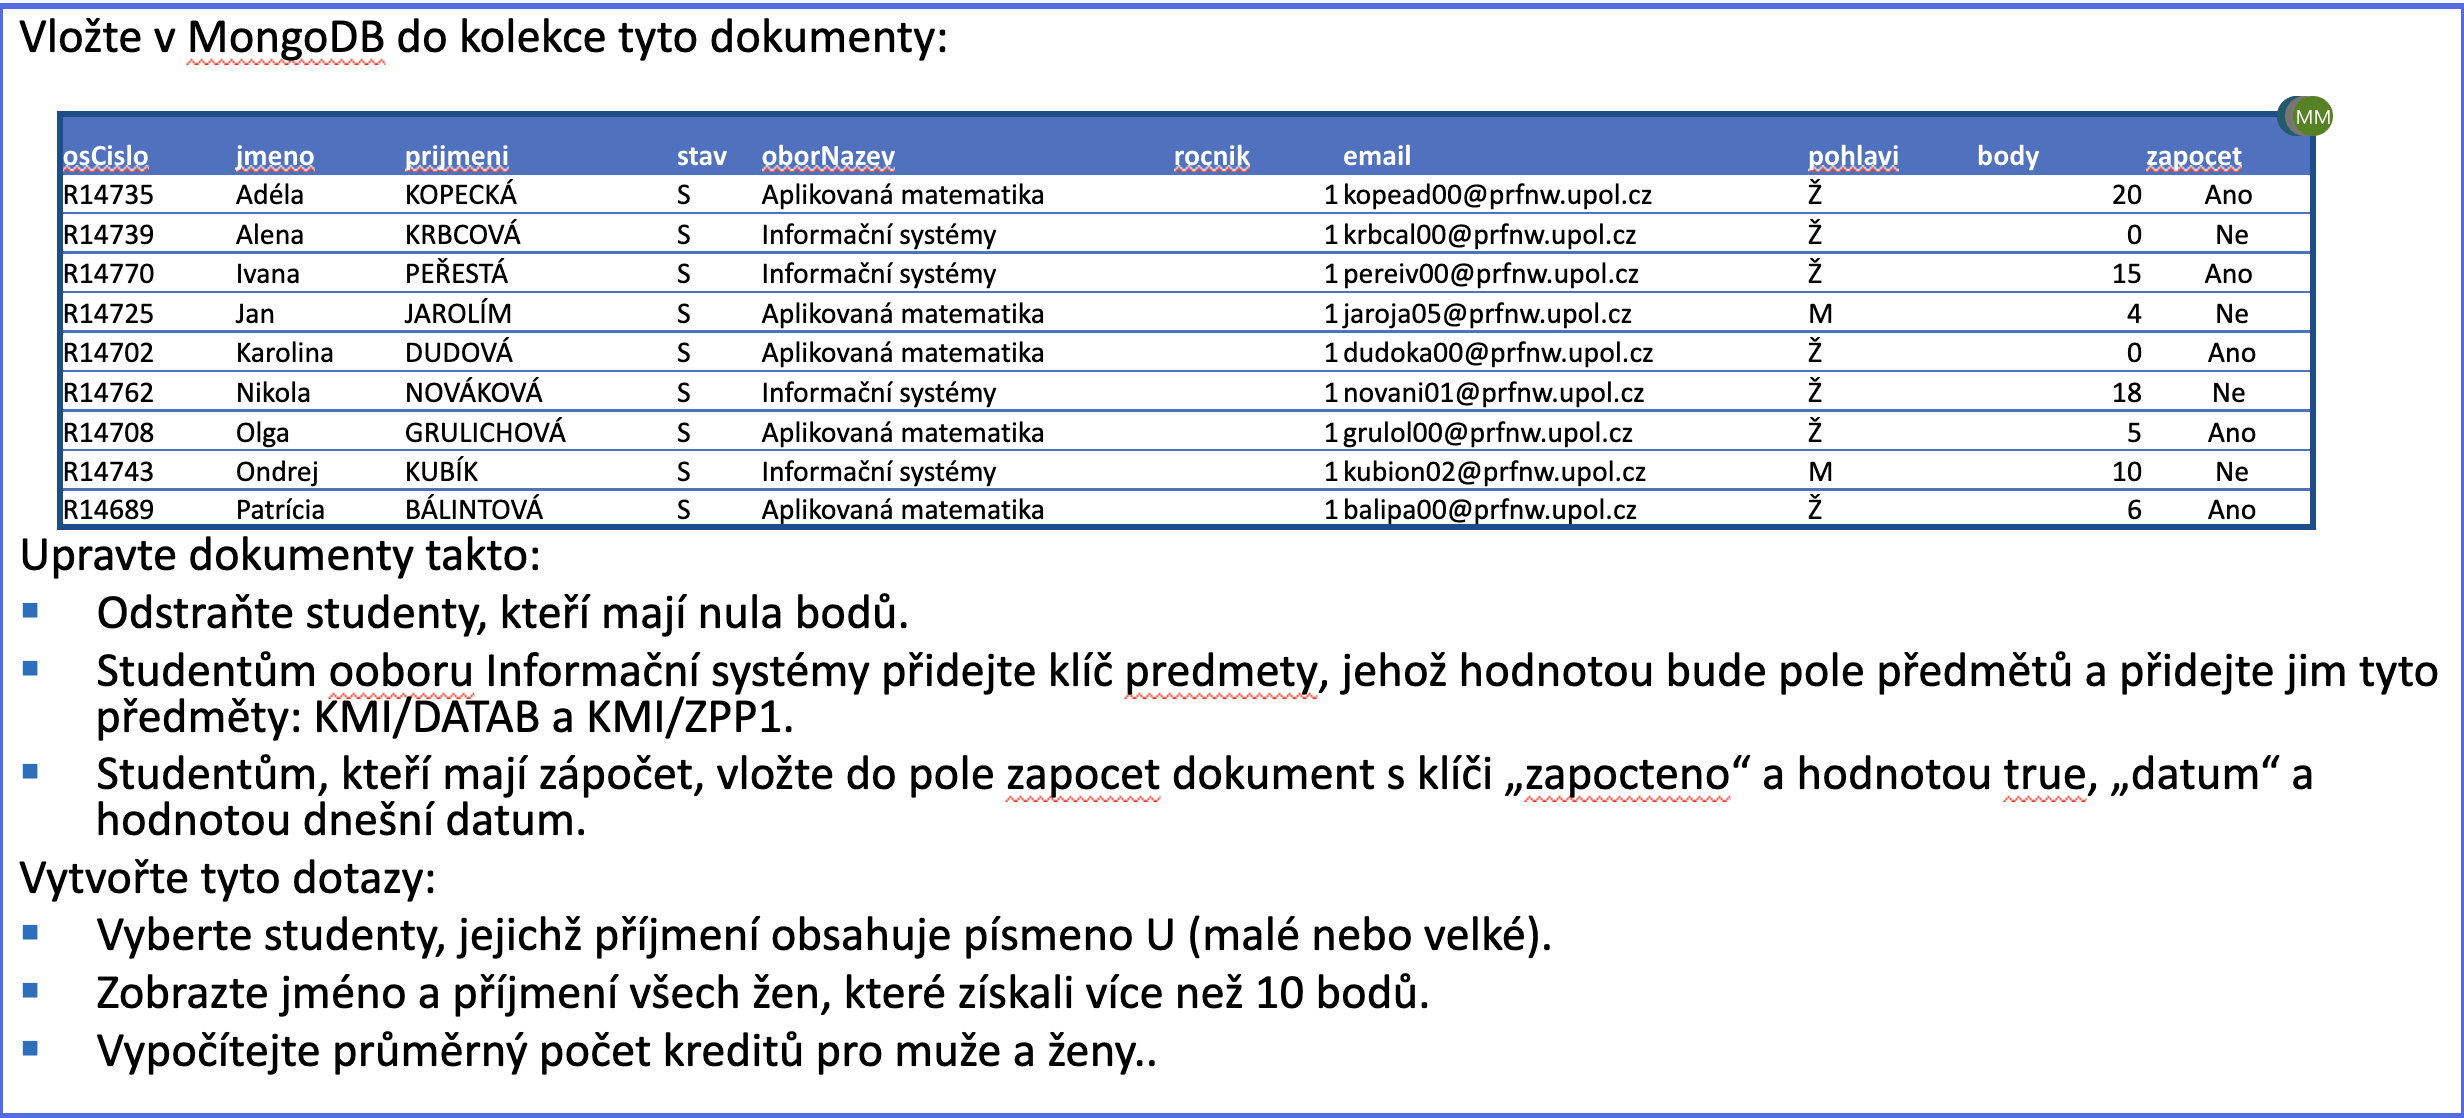 Vložte v MongoDB do kolekce tyto dokumenty:
MM
osCislo jmeno prijmeni stav oborNazev rocnik email pohlavi body zapocet
R14735 Adéla KOPECKÁ S Aplikovaná matematika 1 kopead00@prfnw.upol.cz Ž 20 Ano
R14739 Alena KRBCOVÁ S Informační systémy 1 krbcal00@prfnw.upol.cz Ž 0 Ne
R14770 Ivana PEŘESTÁ S Informační systémy 1 pereiv00@prfnw.upol.cz Ž 15 Ano
R14725 Jan JAROLÍM S Aplikovaná matematika 1 jaroja05@prfnw.upol.cz M 4 Ne
R14702 Karolina DUDOVÁ S Aplikovaná matematika 1 dudoka00@prfnw.upol.cz Ž 0 Ano
R14762 Nikola NOVÁKOVÁ S Informační systémy 1 novani01@prfnw.upol.cz Ž 18 Ne
R14708 Olga GRULICHOVÁ S Aplikovaná matematika 1 grulol00@prfnw.upol.cz Ž 5 Ano
R14743 Ondrej KUBÍK S Informační systémy 1 kubion02@prfnw.upol.cz M 10 Ne
R14689 Patrícia BÁLINTOVÁ S Aplikovaná matematika 1 balipa00@prfnw.upol.cz Ž 6 Ano
Upravte dokumenty takto:
▪ Odstraňte studenty, kteří mají nula bodů.
▪ Studentům ooboru Informační systémy přidejte klíč predmety, jehož hodnotou bude pole předmětů a přidejte jim tyto
předměty: KMI/DATAB a KMI/ZPP1.
▪ Studentům, kteří mají zápočet, vložte do pole zapocet dokument s klíči „zapocteno“ a hodnotou true, „datum“ a
hodnotou dnešní datum.
Vytvořte tyto dotazy:
▪ Vyberte studenty, jejichž příjmení obsahuje písmeno U (malé nebo velké).
▪ Zobrazte jméno a příjmení všech žen, které získali více než 10 bodů.
▪ Vypočítejte průměrný počet kreditů pro muže a ženy..